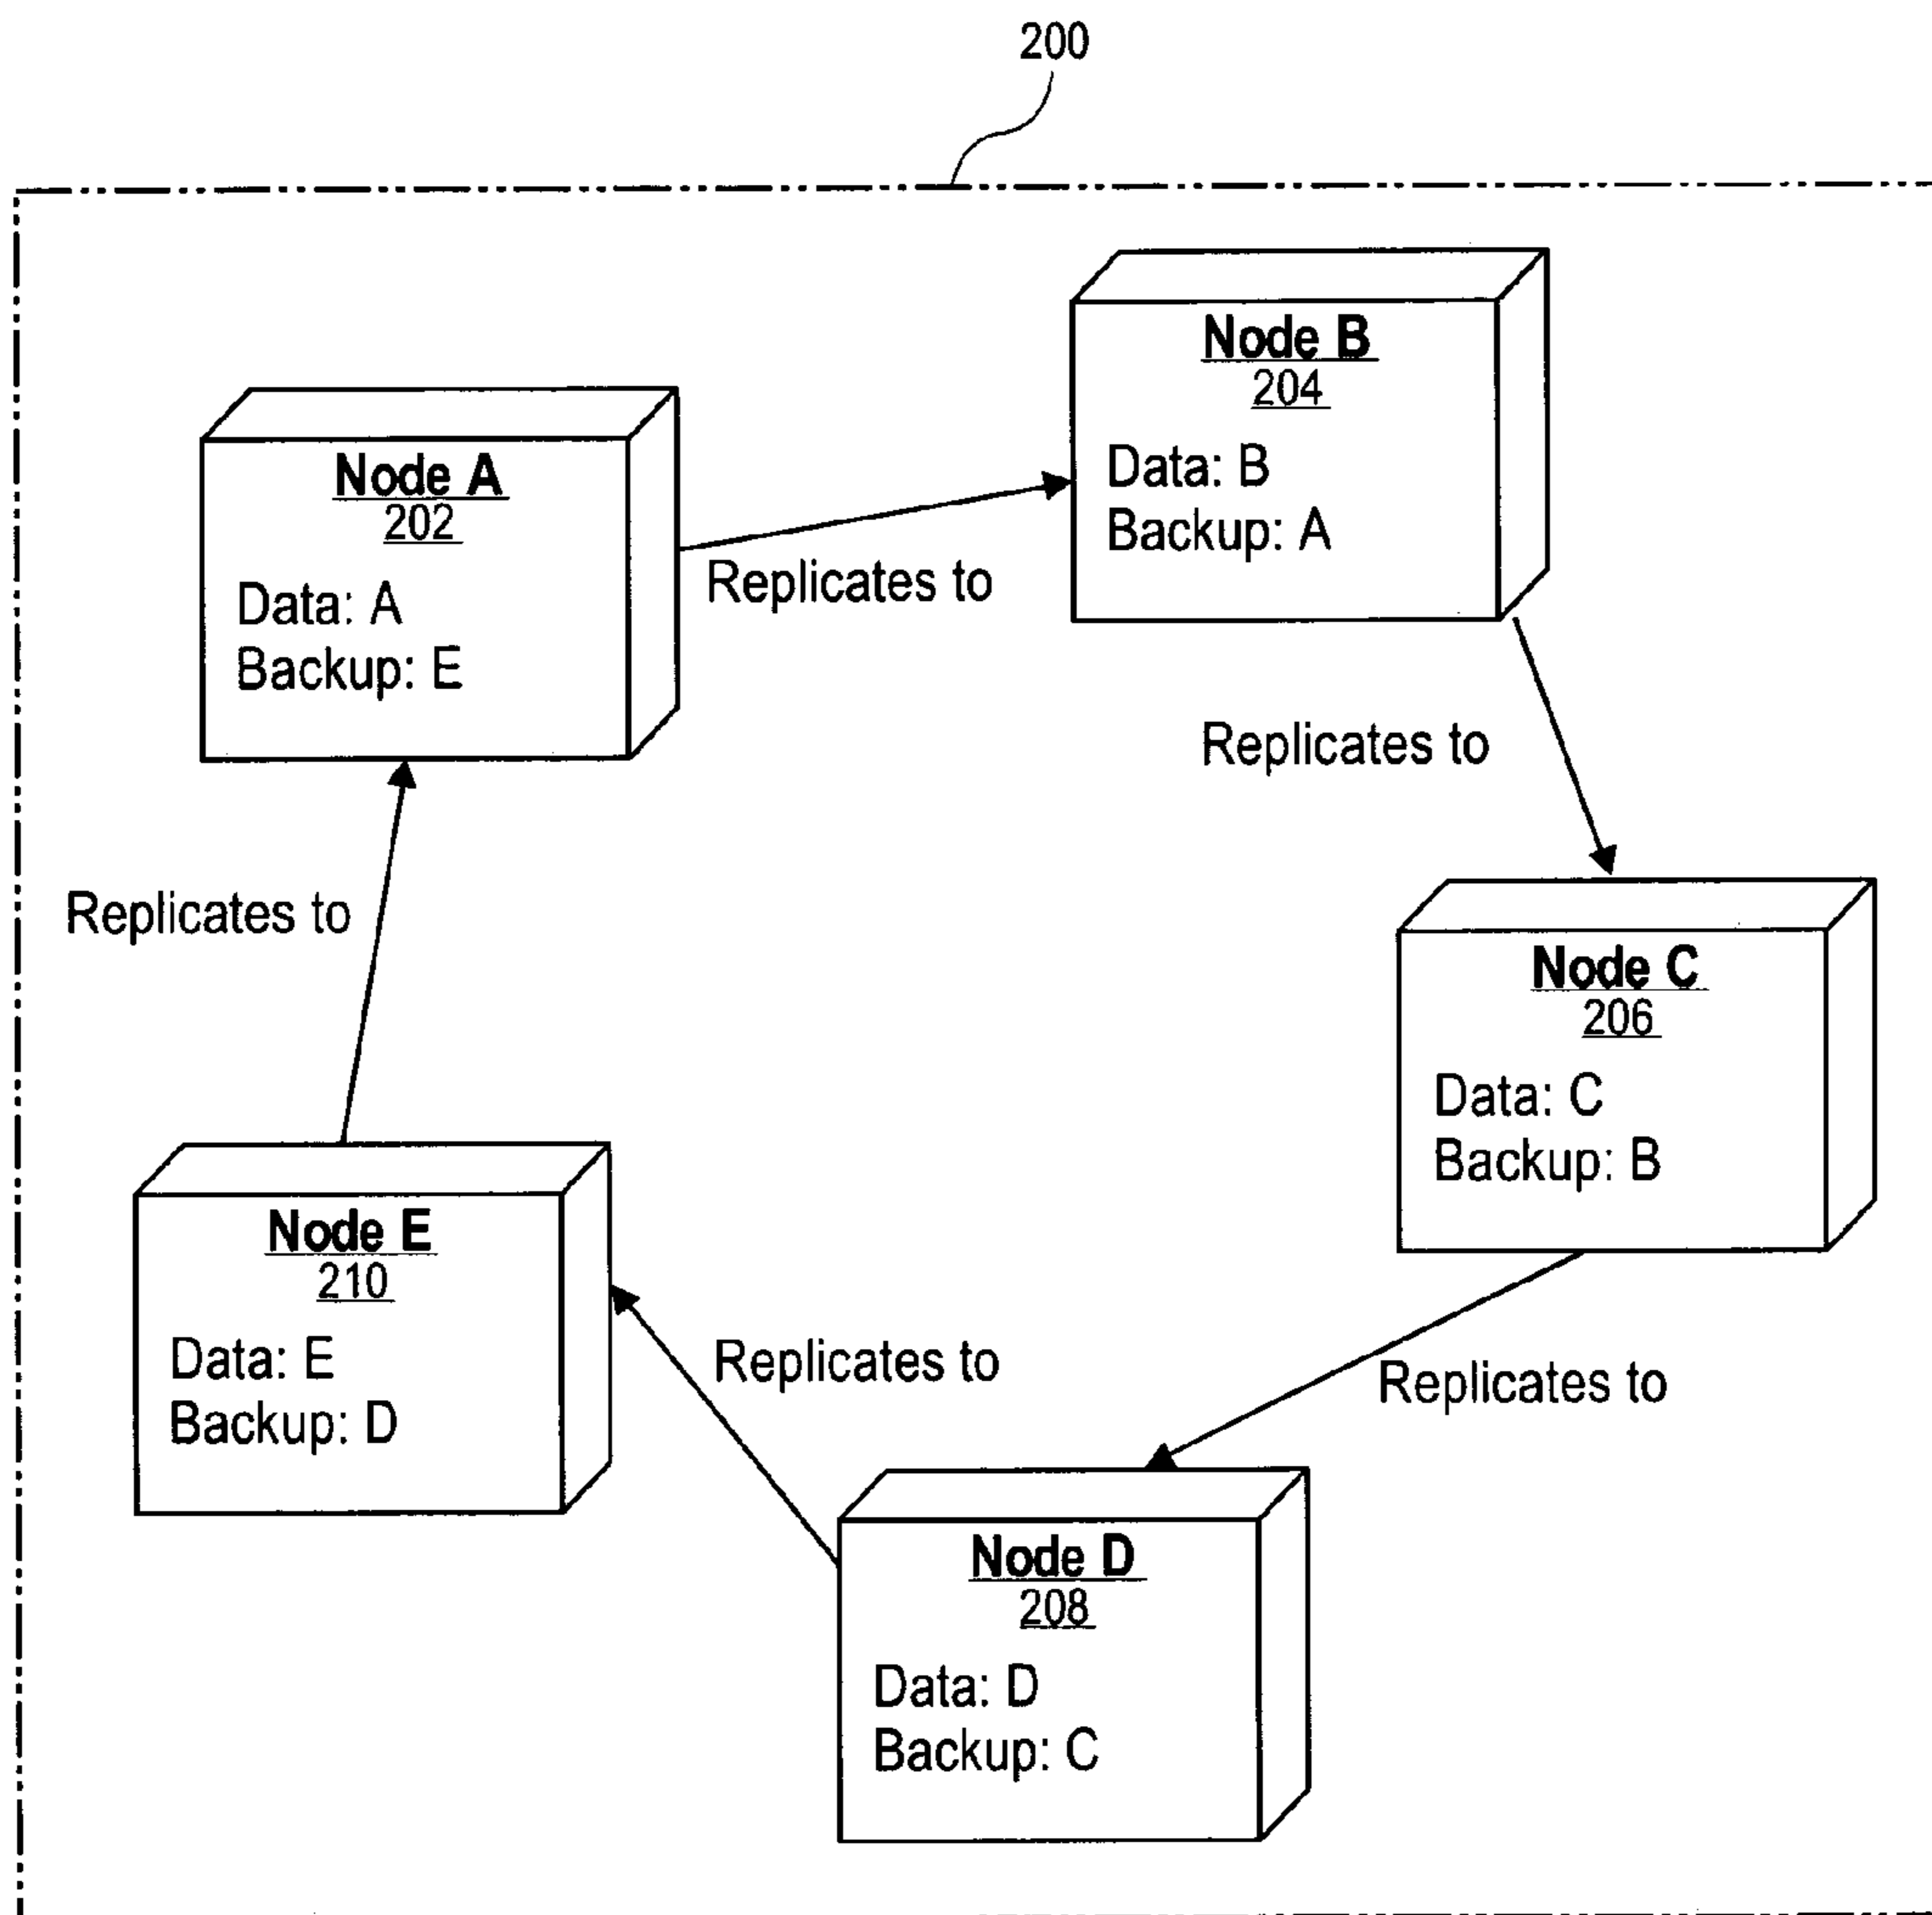 200
Node B
204
Data: B
Backup: A
Node A
202
Data: A
Backup: E
Replicates to
Replicates to
Replicates to
Node C
206
Data: C
Backup: B
Node E
210
Data: E
Backup: D
Replicates to
Replicates to
Node D
208
Data: D
Backup: C